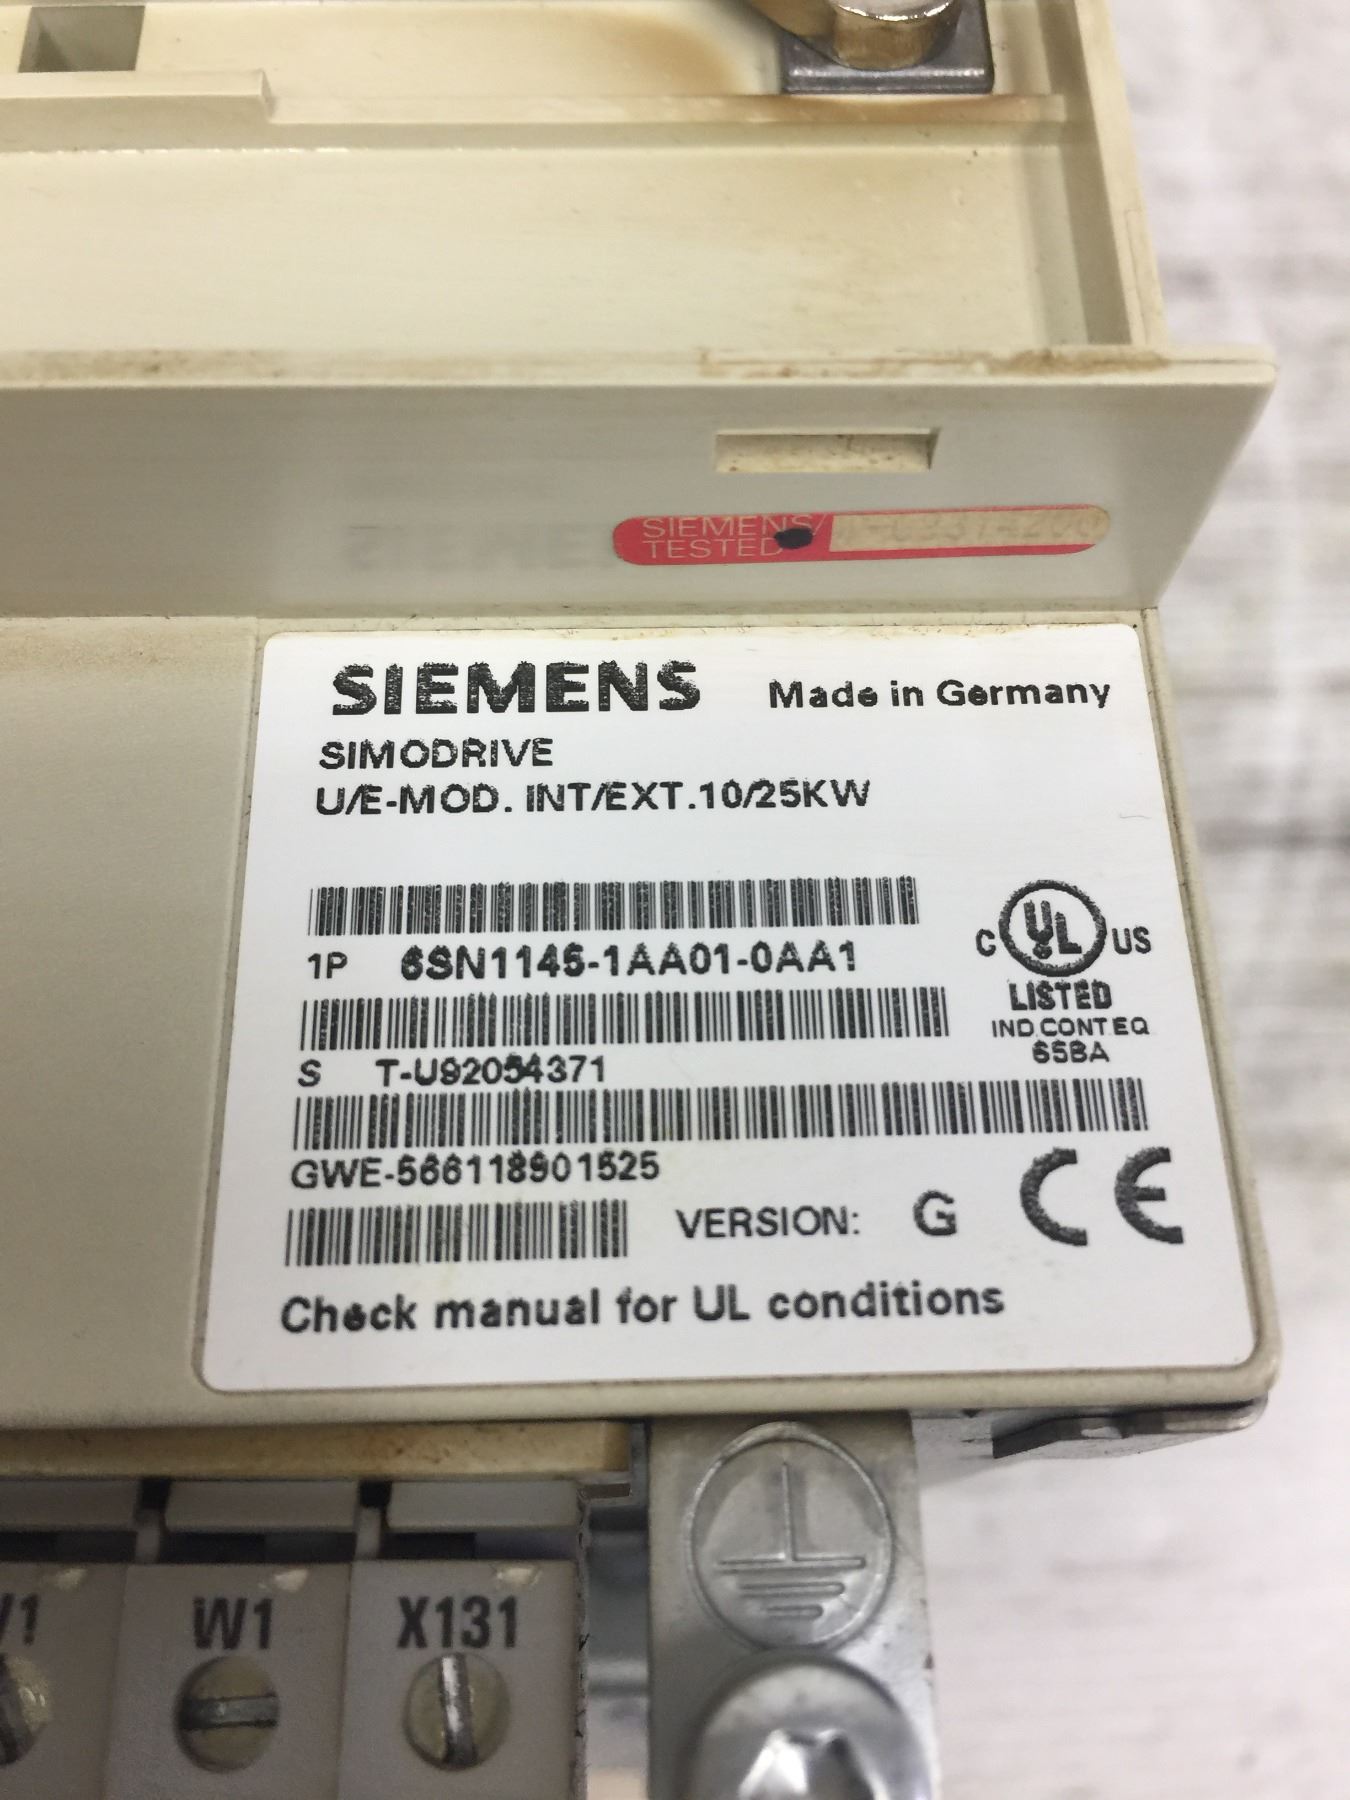 SIEMENS/
TESTED
SIEMENS Made in Germany
SIMODRIVE
U/E-MOD. INT/EXT.10/25KW
1P 6SN1145-1AA01-0AA1
C UL US
LISTED
IND.CONT.EQ
65BA
S T-U92054371
GWE-566118901525
VERSION: G CE
Check manual for UL conditions
W1 X131